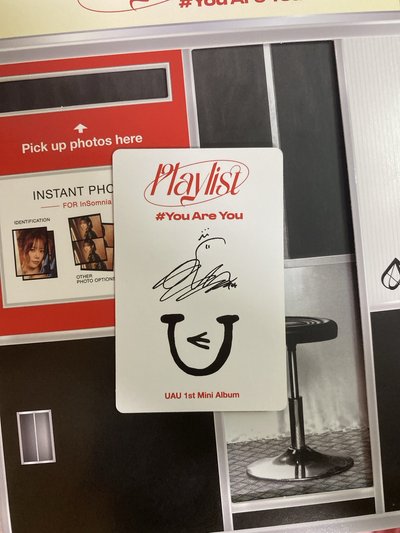 #You Are You
Pick up photos here
INSTANT PHO
FOR InSomnia
IDENTIFICATION
OTHER
PHOTO OPTIONS
Playlist
#You Are You
UAU 1st Mini Album